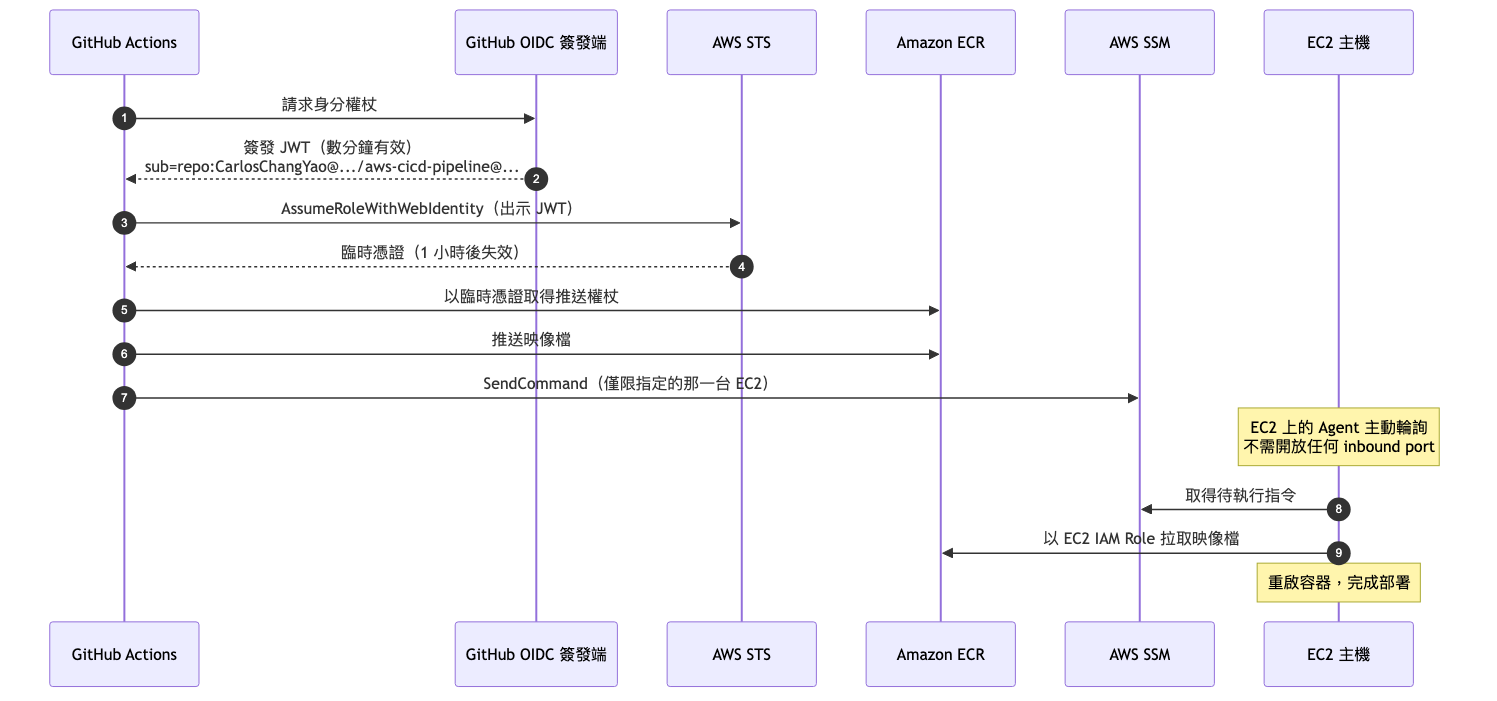 GitHub Actions
GitHub OIDC 簽發端
AWS STS
Amazon ECR
AWS SSM
EC2 主機
1
請求身分權杖
簽發 JWT（數分鐘有效）
sub=repo:CarlosChangYao@.../aws-cicd-pipeline@...
2
3
AssumeRoleWithWebIdentity（出示 JWT）
臨時憑證（1 小時後失效）
4
5
以臨時憑證取得推送權杖
6
推送映像檔
7
SendCommand（僅限指定的那一台 EC2）
EC2 上的 Agent 主動輪詢
不需開放任何 inbound port
取得待執行指令
8
以 EC2 IAM Role 拉取映像檔
9
重啟容器，完成部署
GitHub Actions
GitHub OIDC 簽發端
AWS STS
Amazon ECR
AWS SSM
EC2 主機